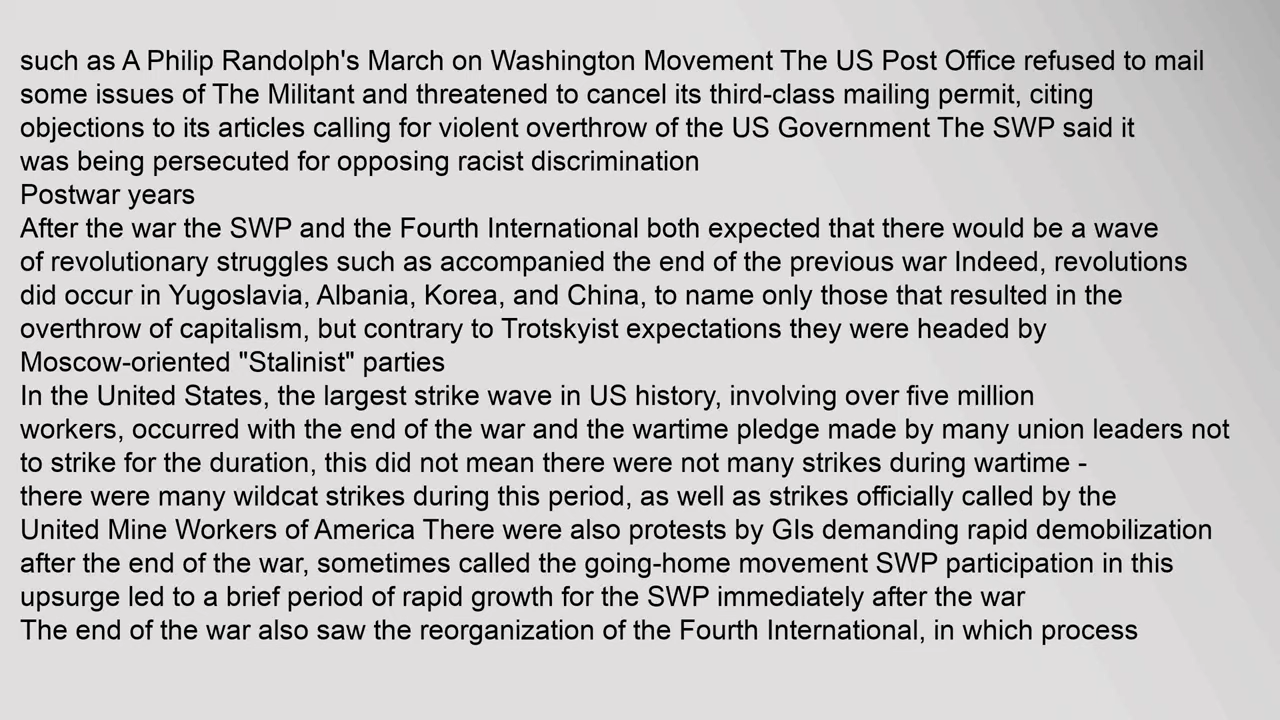 such as A Philip Randolph's March on Washington Movement The US Post Office refused to mail
some issues of The Militant and threatened to cancel its third-class mailing permit, citing
objections to its articles calling for violent overthrow of the US Government The SWP said it
was being persecuted for opposing racist discrimination
Postwar years
After the war the SWP and the Fourth International both expected that there would be a wave
of revolutionary struggles such as accompanied the end of the previous war Indeed, revolutions
did occur in Yugoslavia, Albania, Korea, and China, to name only those that resulted in the
overthrow of capitalism, but contrary to Trotskyist expectations they were headed by
Moscow-oriented "Stalinist" parties
In the United States, the largest strike wave in US history, involving over five million
workers, occurred with the end of the war and the wartime pledge made by many union leaders not
to strike for the duration, this did not mean there were not many strikes during wartime -
there were many wildcat strikes during this period, as well as strikes officially called by the
United Mine Workers of America There were also protests by GIs demanding rapid demobilization
after the end of the war, sometimes called the going-home movement SWP participation in this
upsurge led to a brief period of rapid growth for the SWP immediately after the war
The end of the war also saw the reorganization of the Fourth International, in which process